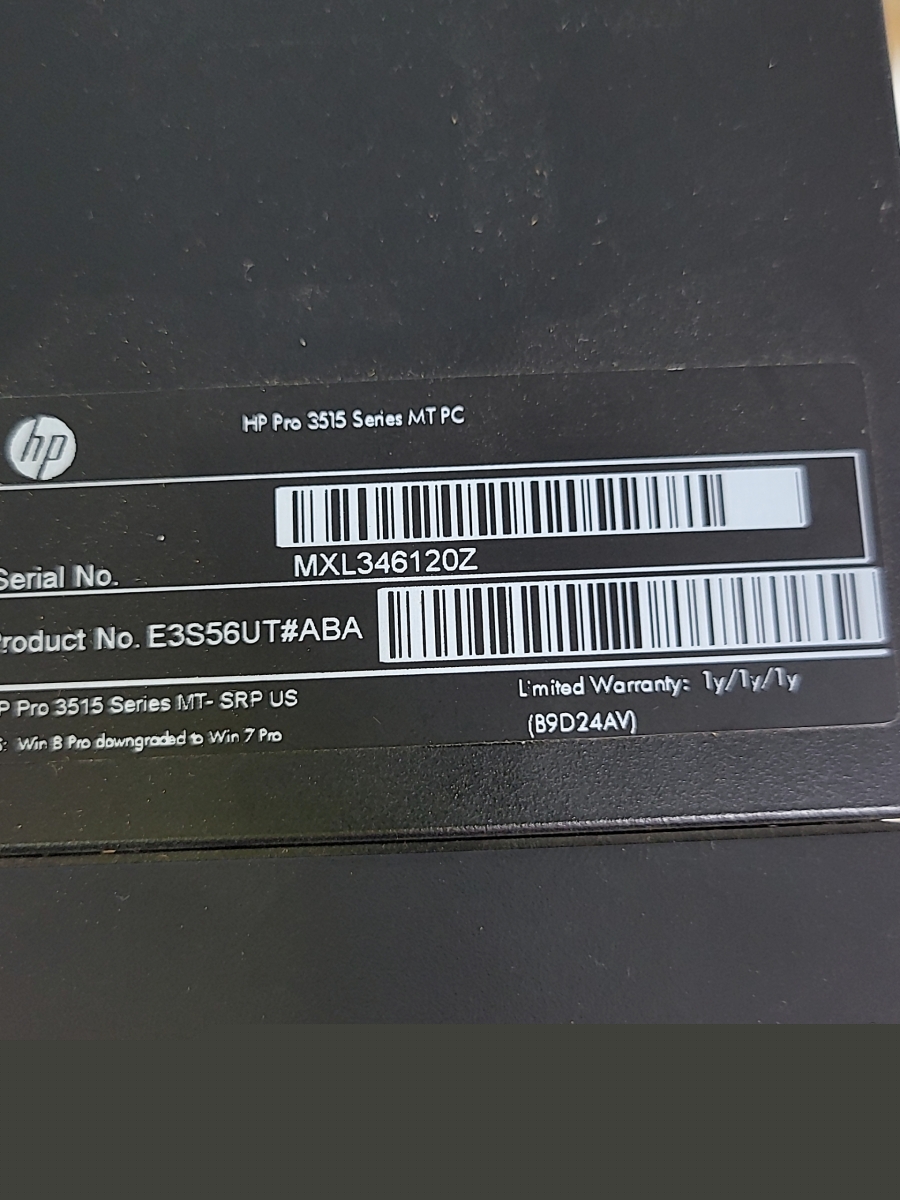 hp
HP Pro 3515 Series MT PC
Serial No.
MXL346120Z
roduct No. E3S56UT#ABA
P Pro 3515 Series MT- SRP US
Limited Warranty: 1y/1y/1y
(B9D24AV)
S: Win 8 Pro downgraded to Win 7 Pro